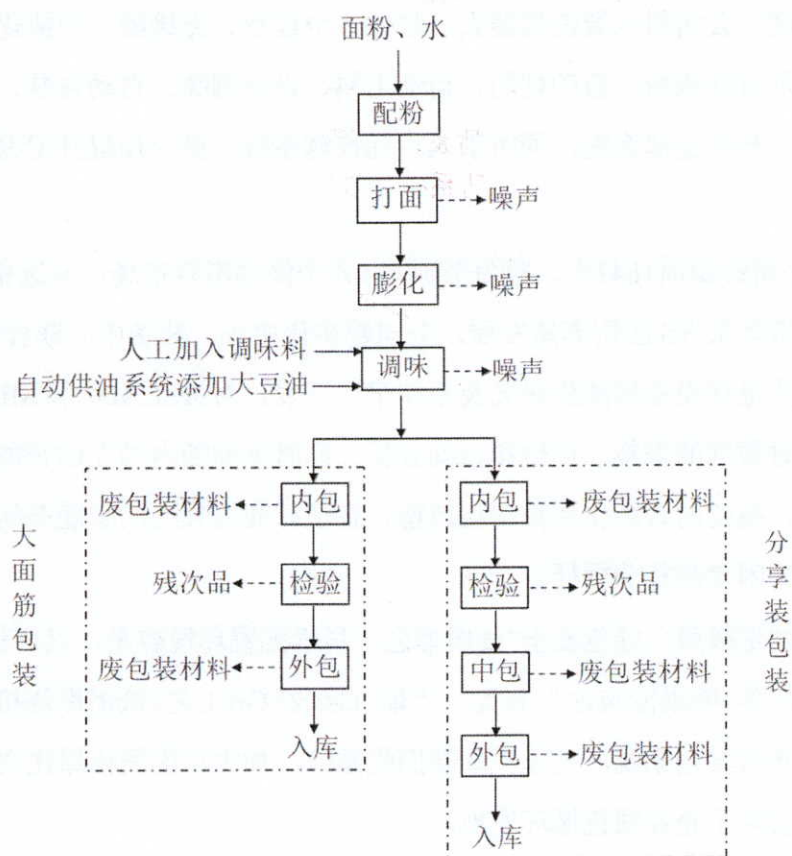 面粉、水
配粉
打面
噪声
膨化
噪声
人工加入调味料
自动供油系统添加大豆油
调味
噪声
大面筋包装
废包装材料
内包
残次品
检验
废包装材料
外包
入库
内包
废包装材料
检验
残次品
中包
废包装材料
外包
废包装材料
入库
分享装包装